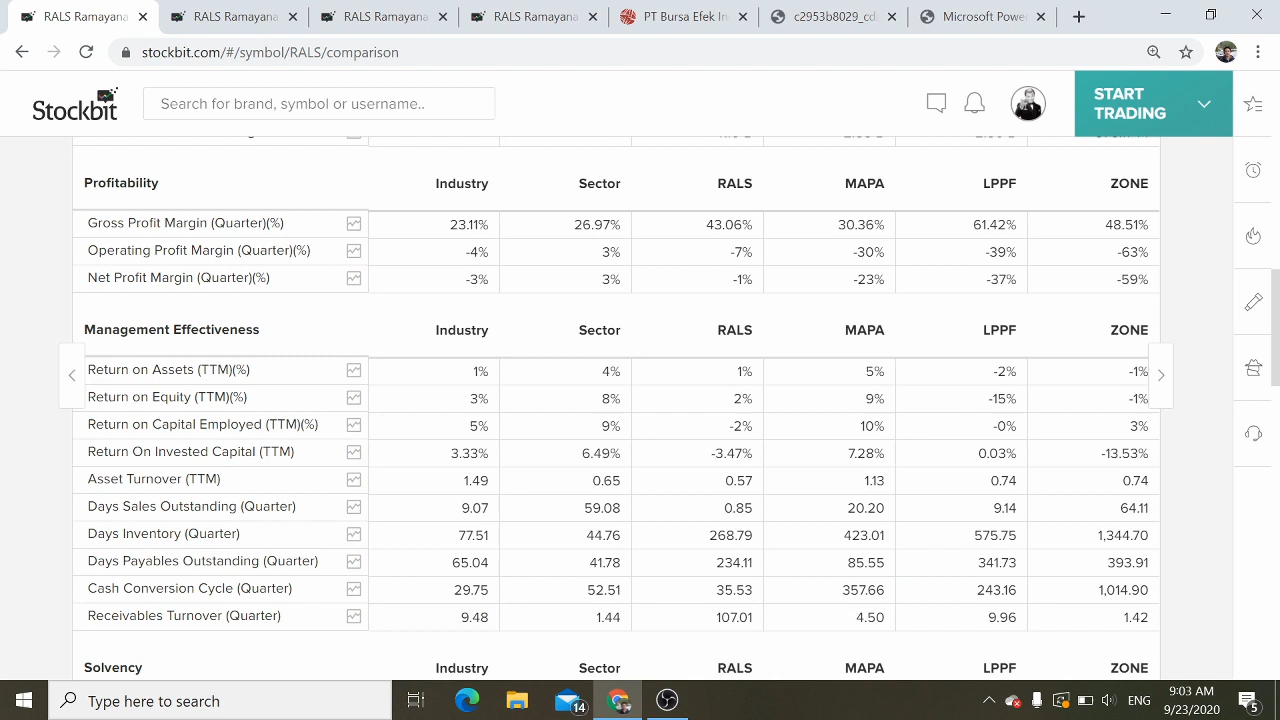 RALS Ramayana RALS Ramayana RALS Ramayana RALS Ramayana PT Bursa Efek In c2953b8029_cd Microsoft Pow
stockbit.com/#/symbol/RALS/comparison
Stockbit Search for brand, symbol or username.. START TRADING
Profitability Industry Sector RALS MAPA LPPF ZONE
Gross Profit Margin (Quarter)(%) 23.11% 26.97% 43.06% 30.36% 61.42% 48.51%
Operating Profit Margin (Quarter)(%) -4% 3% -7% -30% -39% -63%
Net Profit Margin (Quarter)(%) -3% 3% -1% -23% -37% -59%
Management Effectiveness Industry Sector RALS MAPA LPPF ZONE
Return on Assets (TTM)(%) 1% 4% 1% 5% -2% -1%
Return on Equity (TTM)(%) 3% 8% 2% 9% -15% -1%
Return on Capital Employed (TTM)(%) 5% 9% -2% 10% -0% 3%
Return On Invested Capital (TTM) 3.33% 6.49% -3.47% 7.28% 0.03% -13.53%
Asset Turnover (TTM) 1.49 0.65 0.57 1.13 0.74 0.74
Days Sales Outstanding (Quarter) 9.07 59.08 0.85 20.20 9.14 64.11
Days Inventory (Quarter) 77.51 44.76 268.79 423.01 575.75 1,344.70
Days Payables Outstanding (Quarter) 65.04 41.78 234.11 85.55 341.73 393.91
Cash Conversion Cycle (Quarter) 29.75 52.51 35.53 357.66 243.16 1,014.90
Receivables Turnover (Quarter) 9.48 1.44 107.01 4.50 9.96 1.42
Solvency Industry Sector RALS MAPA LPPF ZONE
Type here to search 14 ENG 9:03 AM 5
9/23/2020